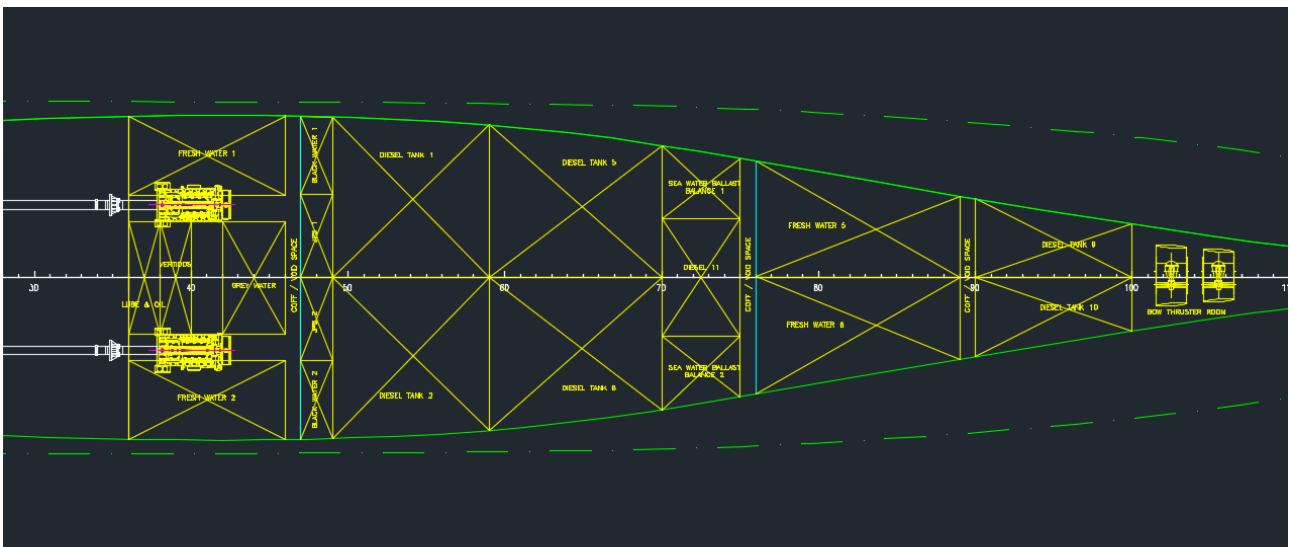 FRESH WATER 1
BLACK WATER 1
DIESEL TANK 1
DIESEL TANK 5
SEA WATER BALLAST
BALANCE 1
FRESH WATER 5
DIESEL TANK 9
COFF / VOID SPACE
COFF / VOID SPACE
COFF / VOID SPACE
VERTIDOS
GREY WATER
LUBE & OIL
DIESEL 11
30
40
50
60
70
80
90
100
BOW THRUSTER ROOM
FRESH WATER 6
DIESEL TANK 10
SEA WATER BALLAST
BALANCE 2
DIESEL TANK 6
DIESEL TANK 2
BLACK WATER 2
FRESH WATER 2